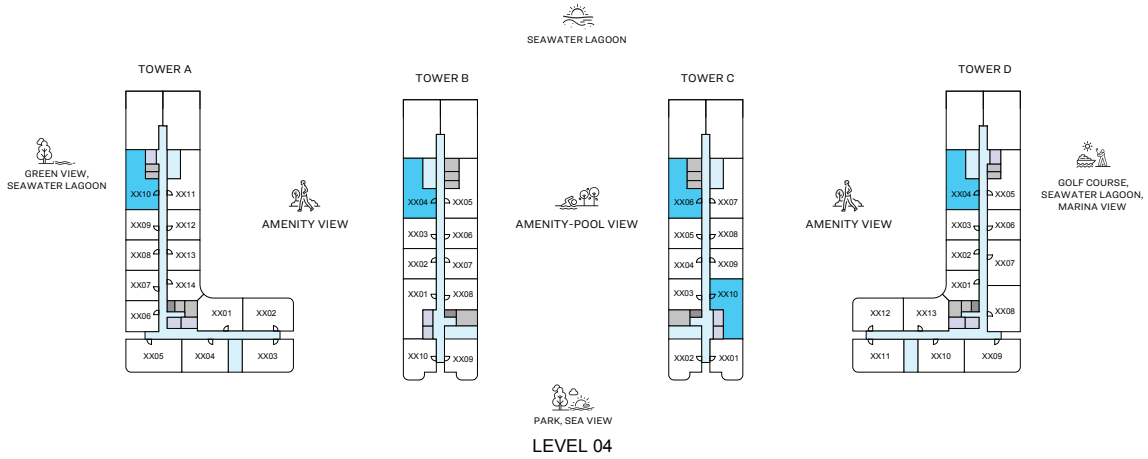 SEAWATER LAGOON
TOWER A
TOWER B
TOWER C
TOWER D
GREEN VIEW,
SEAWATER LAGOON
AMENITY VIEW
AMENITY-POOL VIEW
AMENITY VIEW
GOLF COURSE,
SEAWATER LAGOON,
MARINA VIEW
XX10 XX11
XX09 XX12
XX08 XX13
XX07 XX14
XX06
XX01 XX02
XX05 XX04 XX03
XX04 XX05
XX03 XX06
XX02 XX07
XX01 XX08
XX10 XX09
XX06 XX07
XX05 XX08
XX04 XX09
XX03 XX10
XX02 XX01
XX04 XX05
XX03 XX06
XX02 XX07
XX01
XX08
XX12 XX13
XX11 XX10 XX09
PARK, SEA VIEW
LEVEL 04